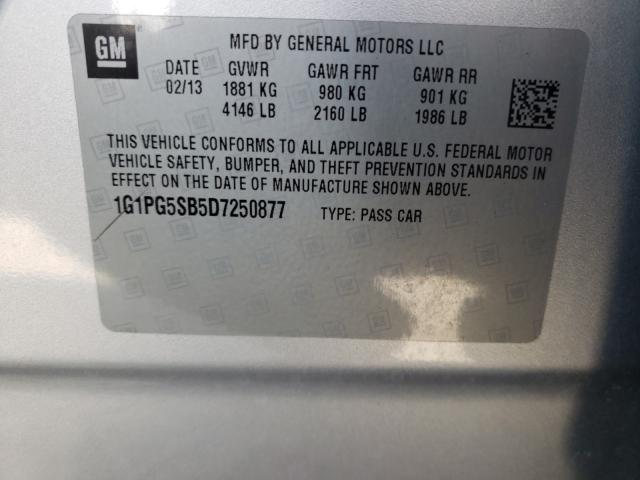 GM
MFD BY GENERAL MOTORS LLC
DATE GVWR GAWR FRT GAWR RR
02/13 1881 KG 980 KG 901 KG
4146 LB 2160 LB 1986 LB
THIS VEHICLE CONFORMS TO ALL APPLICABLE U.S. FEDERAL MOTOR
VEHICLE SAFETY, BUMPER, AND THEFT PREVENTION STANDARDS IN
EFFECT ON THE DATE OF MANUFACTURE SHOWN ABOVE.
1G1PG5SB5D7250877 TYPE: PASS CAR